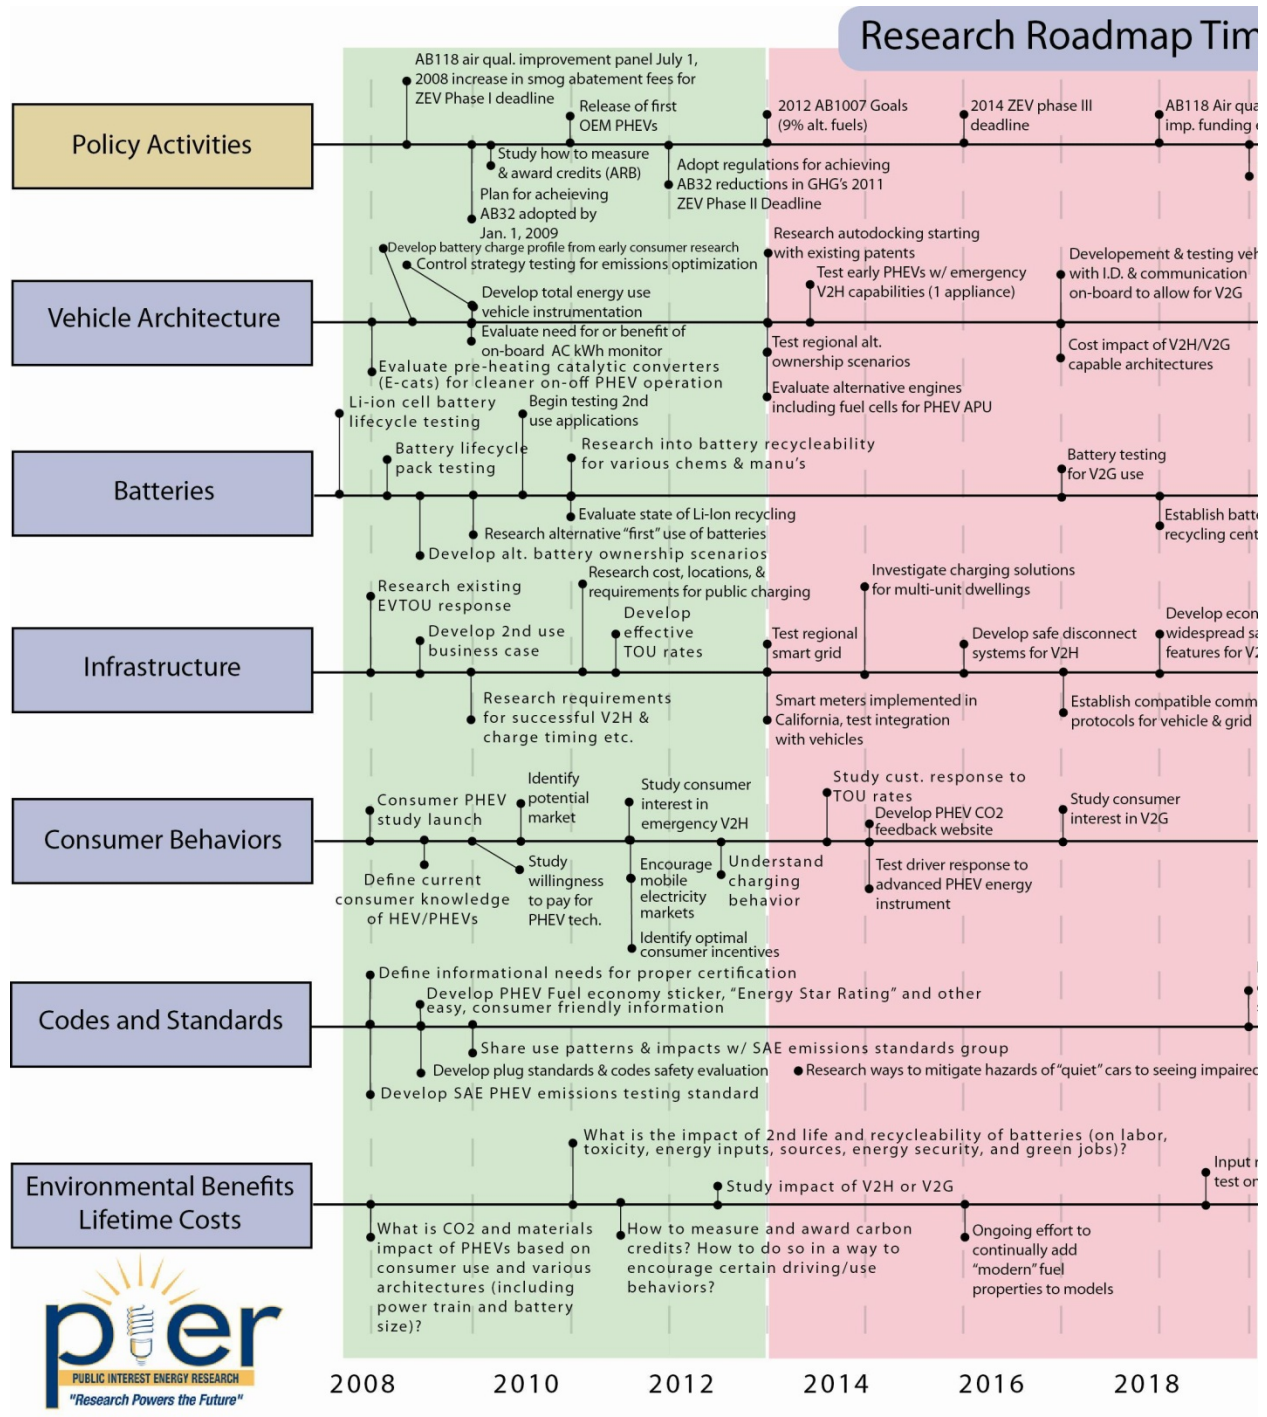 Research Roadmap Tim
Policy Activities
AB118 air qual. improvement panel July 1,
2008 increase in smog abatement fees for
ZEV Phase I deadline
Release of first
OEM PHEVs
2012 AB1007 Goals
(9% alt. fuels)
2014 ZEV phase III
deadline
AB118 Air qua
imp. funding e
Study how to measure
& award credits (ARB)
Plan for acheieving
AB32 adopted by
Jan. 1, 2009
Adopt regulations for achieving
AB32 reductions in GHG's 2011
ZEV Phase II Deadline
Vehicle Architecture
Develop battery charge profile from early consumer research
Control strategy testing for emissions optimization
Develop total energy use
vehicle instrumentation
Evaluate need for or benefit of
on-board AC kWh monitor
Evaluate pre-heating catalytic converters
(E-cats) for cleaner on-off PHEV operation
Research autodocking starting
with existing patents
Test early PHEVs w/ emergency
V2H capabilities (1 appliance)
Developement & testing veh
with I.D. & communication
on-board to allow for V2G
Test regional alt.
ownership scenarios
Cost impact of V2H/V2G
capable architectures
Evaluate alternative engines
including fuel cells for PHEV APU
Batteries
Li-ion cell battery
lifecycle testing
Battery lifecycle
pack testing
Begin testing 2nd
use applications
Research into battery recycleability
for various chems & manu's
Battery testing
for V2G use
Evaluate state of Li-Ion recycling
Research alternative "first" use of batteries
Develop alt. battery ownership scenarios
Establish batte
recycling cent
Infrastructure
Research existing
EVTOU response
Develop 2nd use
business case
Research cost, locations, &
requirements for public charging
Develop
effective
TOU rates
Test regional
smart grid
Investigate charging solutions
for multi-unit dwellings
Develop safe disconnect
systems for V2H
Develop econ
widespread sa
features for V2
Research requirements
for successful V2H &
charge timing etc.
Smart meters implemented in
California, test integration
with vehicles
Establish compatible comm
protocols for vehicle & grid
Consumer Behaviors
Consumer PHEV
study launch
Identify
potential
market
Study consumer
interest in
emergency V2H
Study cust. response to
TOU rates
Develop PHEV CO2
feedback website
Study consumer
interest in V2G
Define current
consumer knowledge
of HEV/PHEVs
Study
willingness
to pay for
PHEV tech.
Encourage
mobile
electricity
markets
Understand
charging
behavior
Test driver response to
advanced PHEV energy
instrument
Identify optimal
consumer incentives
Codes and Standards
Define informational needs for proper certification
Develop PHEV Fuel economy sticker, "Energy Star Rating" and other
easy, consumer friendly information
Share use patterns & impacts w/ SAE emissions standards group
Develop plug standards & codes safety evaluation
Research ways to mitigate hazards of "quiet" cars to seeing impaired
Develop SAE PHEV emissions testing standard
Environmental Benefits
Lifetime Costs
What is the impact of 2nd life and recycleability of batteries (on labor,
toxicity, energy inputs, sources, energy security, and green jobs)?
Study impact of V2H or V2G
Input r
test on
What is CO2 and materials
impact of PHEVs based on
consumer use and various
architectures (including
power train and battery
size)?
How to measure and award carbon
credits? How to do so in a way to
encourage certain driving/use
behaviors?
Ongoing effort to
continually add
"modern" fuel
properties to models
pier
PUBLIC INTEREST ENERGY RESEARCH
"Research Powers the Future"
2008 2010 2012 2014 2016 2018